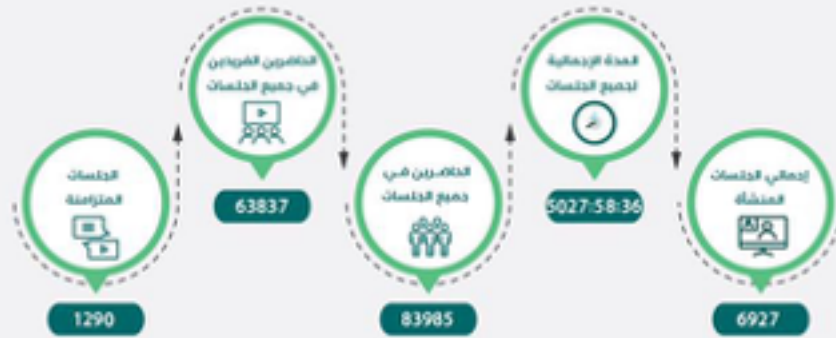 إجمالي الجلسات
المنشأة
6927
المدة الإجمالية
لجميع الجلسات
5027:58:36
الحاضرين في
جميع الجلسات
83985
الحاضرين الفريدين
في جميع الجلسات
63837
الجلسات
المتزامنة
1290